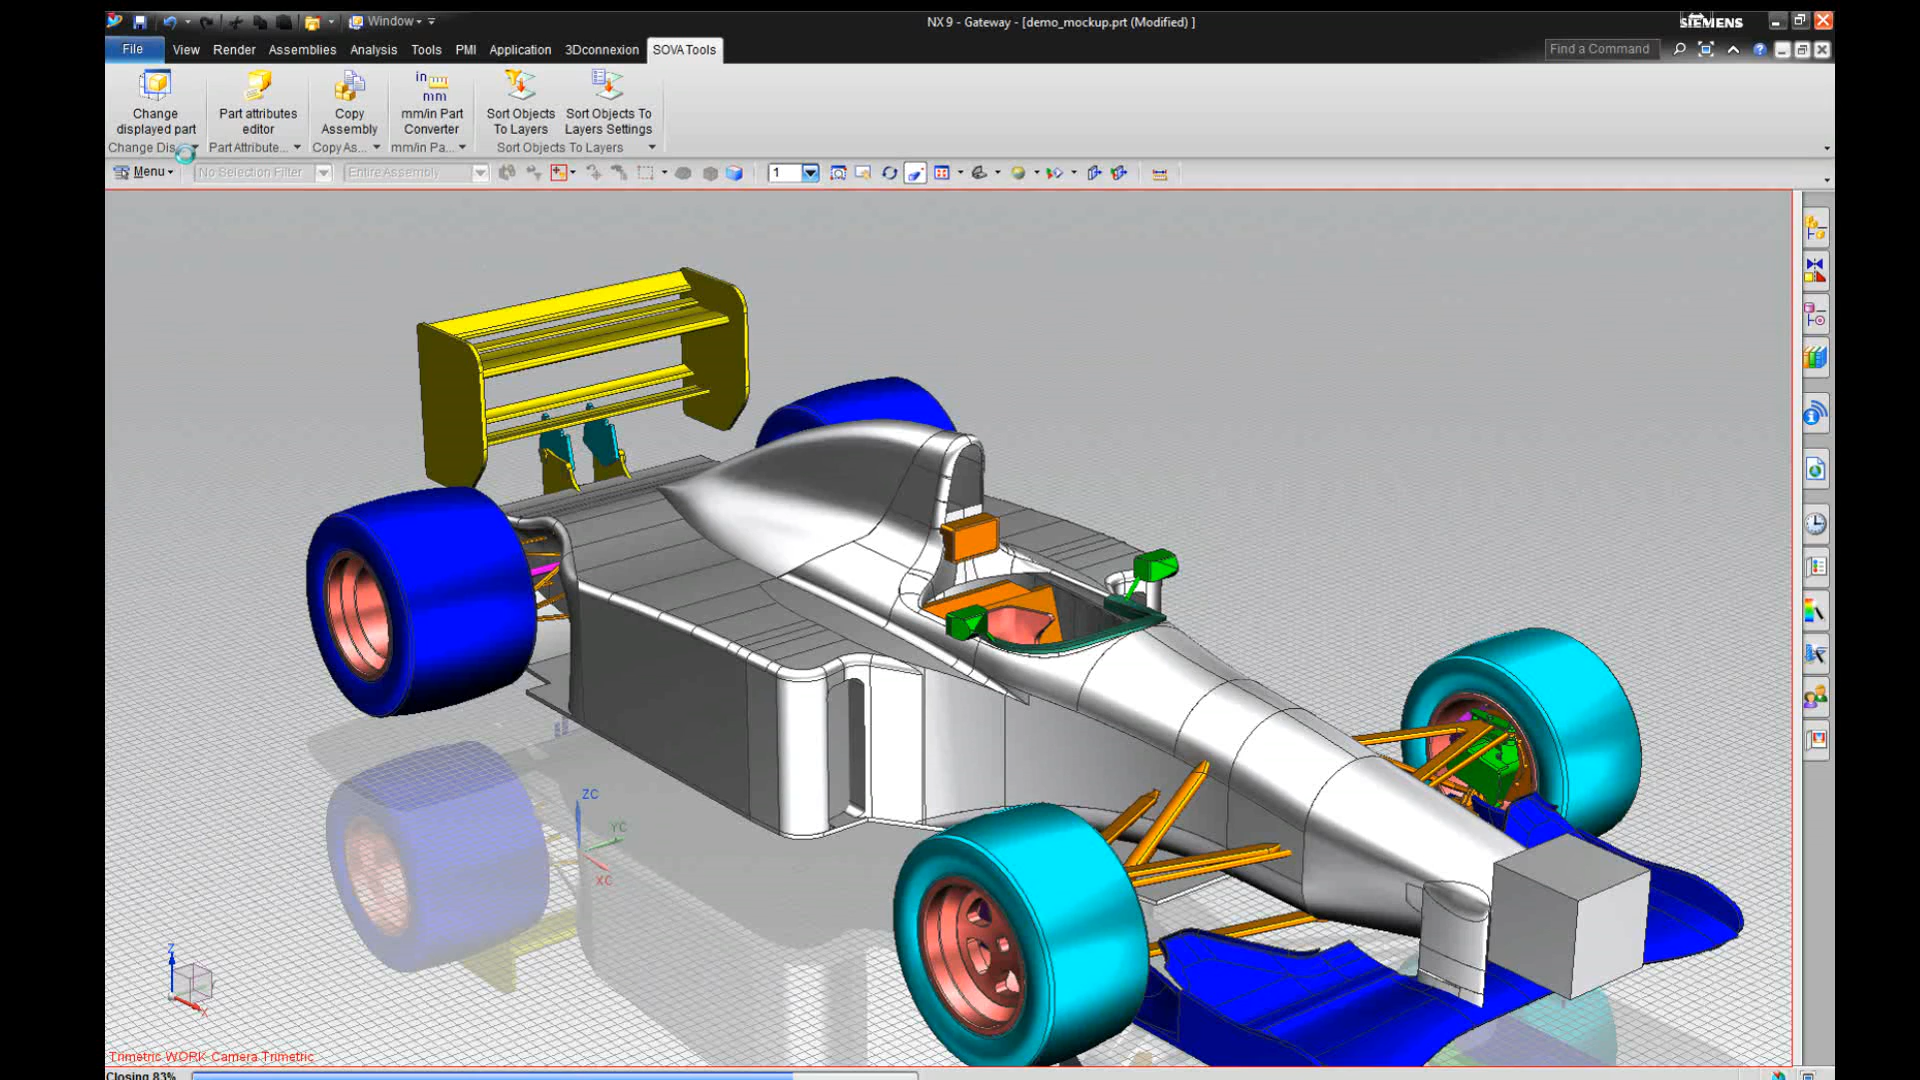 Window
NX 9 - Gateway - [demo_mockup.prt (Modified) ]
SIEMENS
File View Render Assemblies Analysis Tools PMI Application 3Dconnexion SOVA Tools
Find a Command
Change displayed part
Part attributes editor
Copy Assembly
in mm
mm/in Part Converter
Sort Objects To Layers
Sort Objects To Layers Settings
Change Dis
Part Attribute...
Copy As...
mm/in Pa...
Sort Objects To Layers
Menu
No Selection Filter
Entire Assembly
1
ZC
YC
XC
Z
X
Trimetric WORK Camera Trimetric
Closing 83%